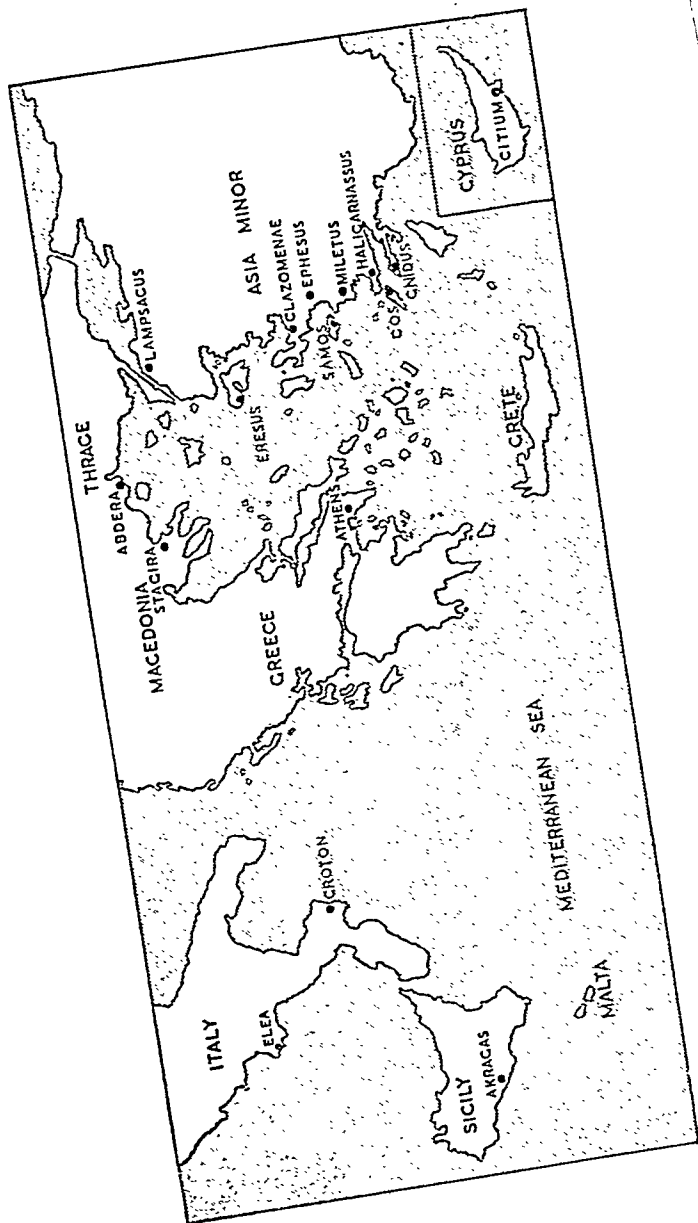 THRACE
ABDERA
MACEDONIA
STAGIRA
LAMPSACUS
ASIA MINOR
ERESUS
CLAZOMENAE
EPHESUS
SAMOS
MILETUS
HALICARNASSUS
COS
CNIDUS
GREECE
ATHENS
CRETE
CYPRUS
CITIUM
ITALY
ELEA
CROTON
SICILY
AKRAGAS
MALTA
MEDITERRANEAN SEA